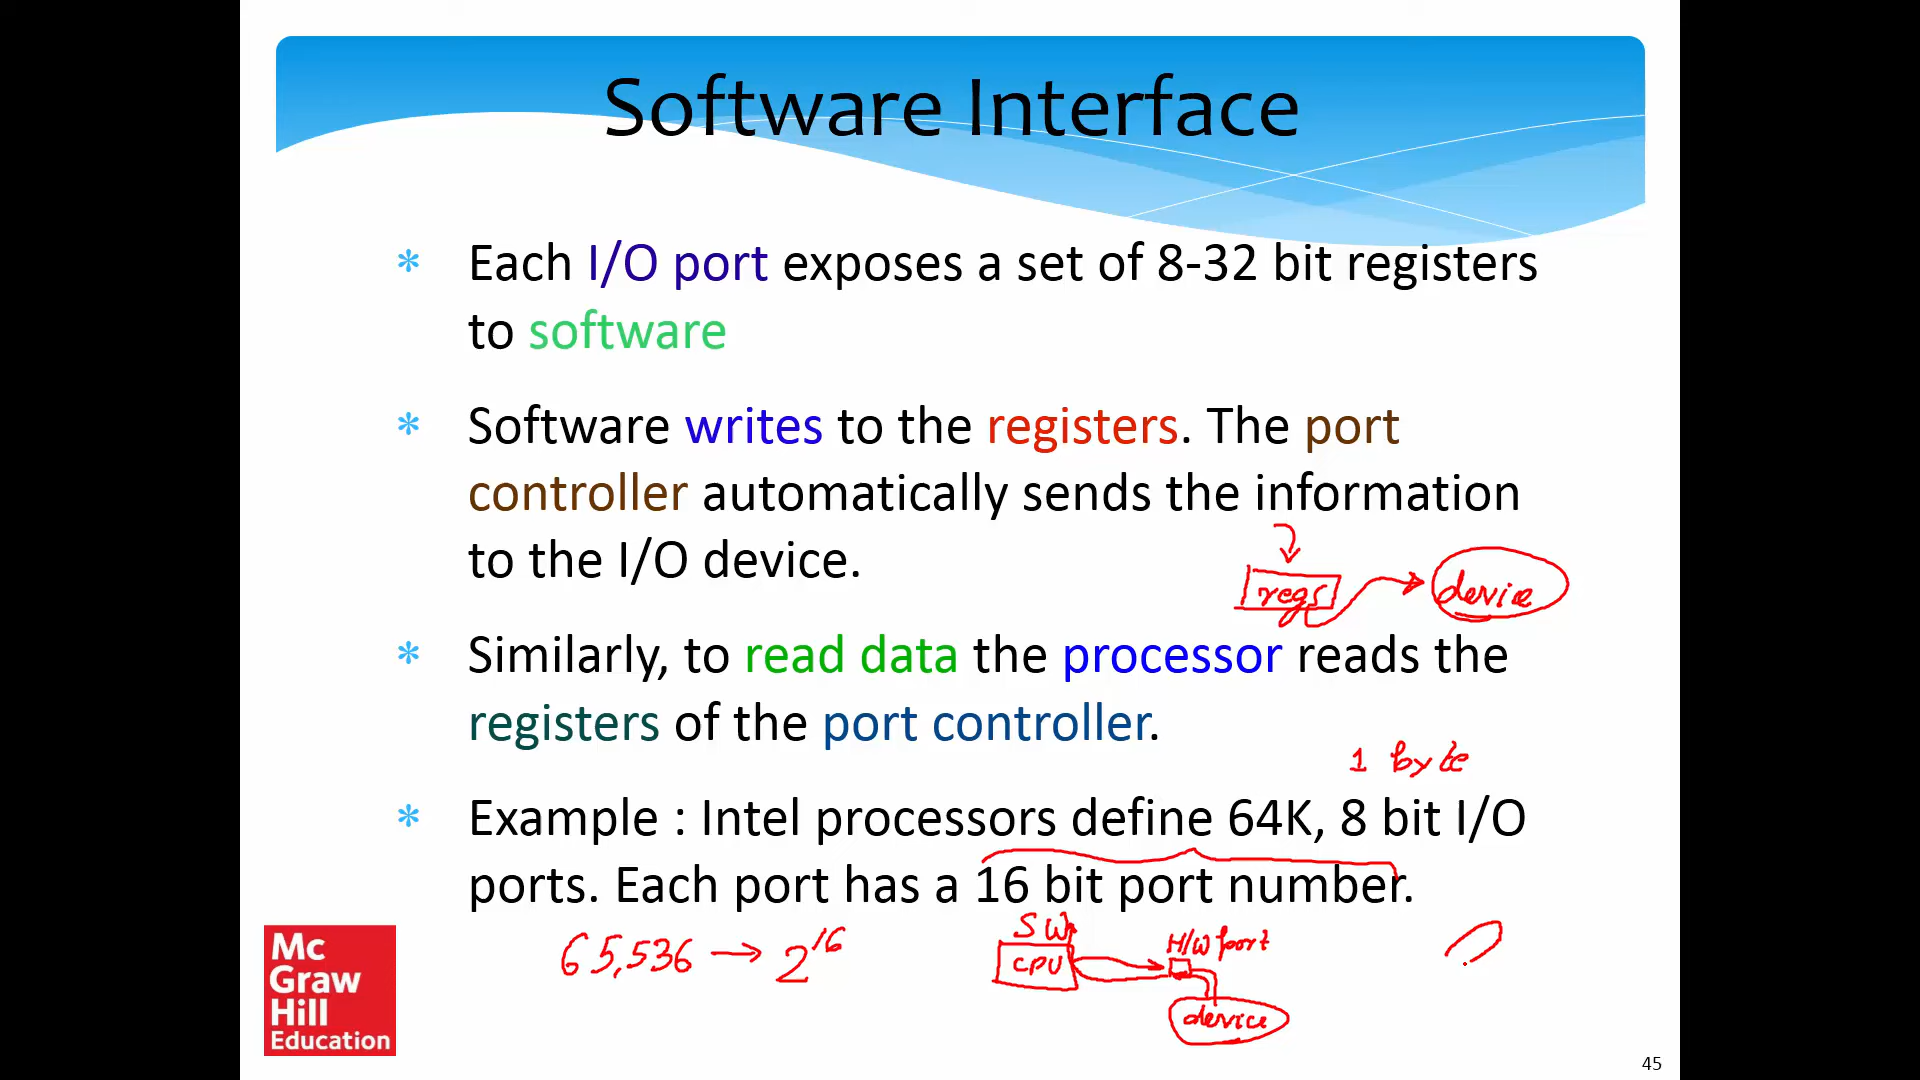 Software Interface
* Each I/O port exposes a set of 8-32 bit registers
to software
* Software writes to the registers. The port
controller automatically sends the information
to the I/O device.
regs
device
* Similarly, to read data the processor reads the
registers of the port controller.
1 byte
* Example : Intel processors define 64K, 8 bit I/O
ports. Each port has a 16 bit port number.
SW
65,536 → 2^16
CPU
H/W port
device
Mc
Graw
Hill
Education
45